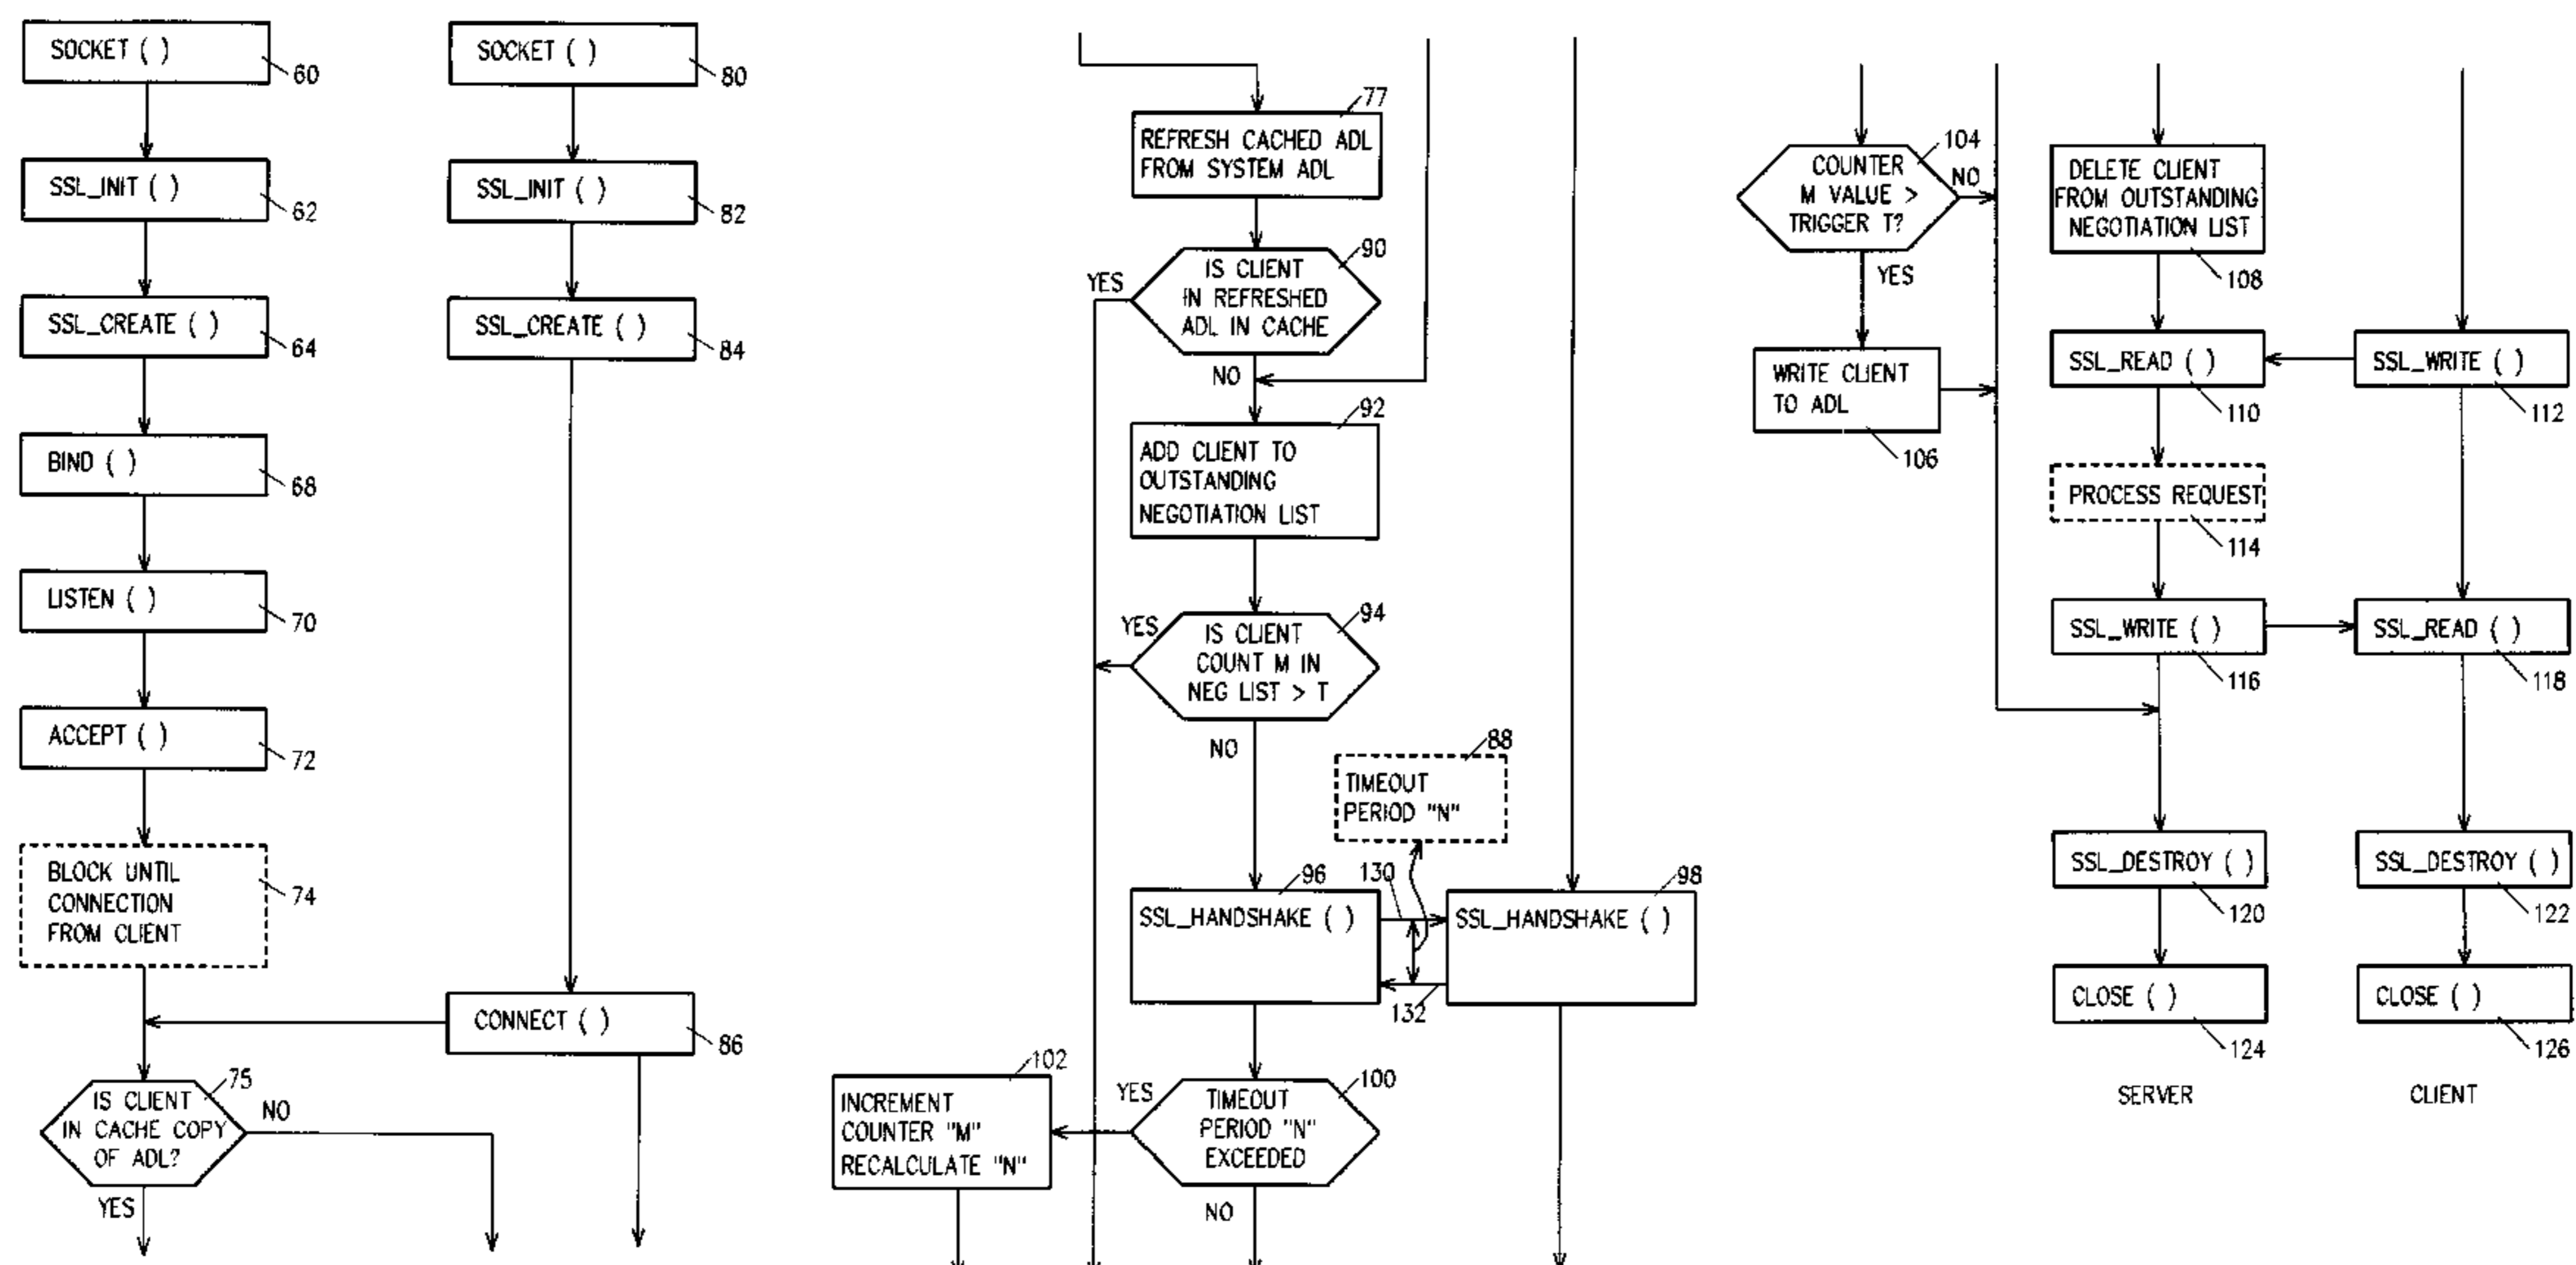 SOCKET ( )
60
SSL_INIT ( )
62
SSL_CREATE ( )
64
BIND ( )
68
LISTEN ( )
70
ACCEPT ( )
72
BLOCK UNTIL
CONNECTION
FROM CLIENT
74
75
IS CLIENT
IN CACHE COPY
OF ADL?
NO
YES
SOCKET ( )
80
SSL_INIT ( )
82
SSL_CREATE ( )
84
CONNECT ( )
86
77
REFRESH CACHED ADL
FROM SYSTEM ADL
90
YES
IS CLIENT
IN REFRESHED
ADL IN CACHE
NO
92
ADD CLIENT TO
OUTSTANDING
NEGOTIATION LIST
94
YES
IS CLIENT
COUNT M IN
NEG LIST > T
NO
88
TIMEOUT
PERIOD "N"
96
SSL_HANDSHAKE ( )
130
132
98
SSL_HANDSHAKE ( )
102
INCREMENT
COUNTER "M"
RECALCULATE "N"
YES
100
TIMEOUT
PERIOD "N"
EXCEEDED
NO
104
COUNTER
M VALUE >
TRIGGER T?
NO
YES
WRITE CLIENT
TO ADL
106
DELETE CLIENT
FROM OUTSTANDING
NEGOTIATION LIST
108
SSL_READ ( )
110
SSL_WRITE ( )
112
PROCESS REQUEST
114
SSL_WRITE ( )
116
SSL_READ ( )
118
SSL_DESTROY ( )
120
SSL_DESTROY ( )
122
CLOSE ( )
124
CLOSE ( )
126
SERVER
CLIENT